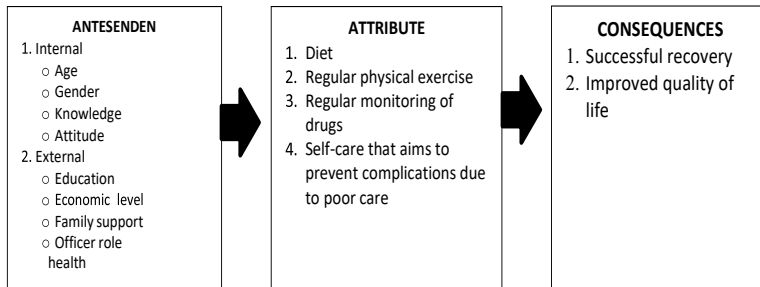 ANTESENDEN
1. Internal
○ Age
○ Gender
○ Knowledge
○ Attitude
2. External
○ Education
○ Economic level
○ Family support
○ Officer role
health
ATTRIBUTE
1. Diet
2. Regular physical exercise
3. Regular monitoring of
drugs
4. Self-care that aims to
prevent complications due
to poor care
CONSEQUENCES
1. Successful recovery
2. Improved quality of
life